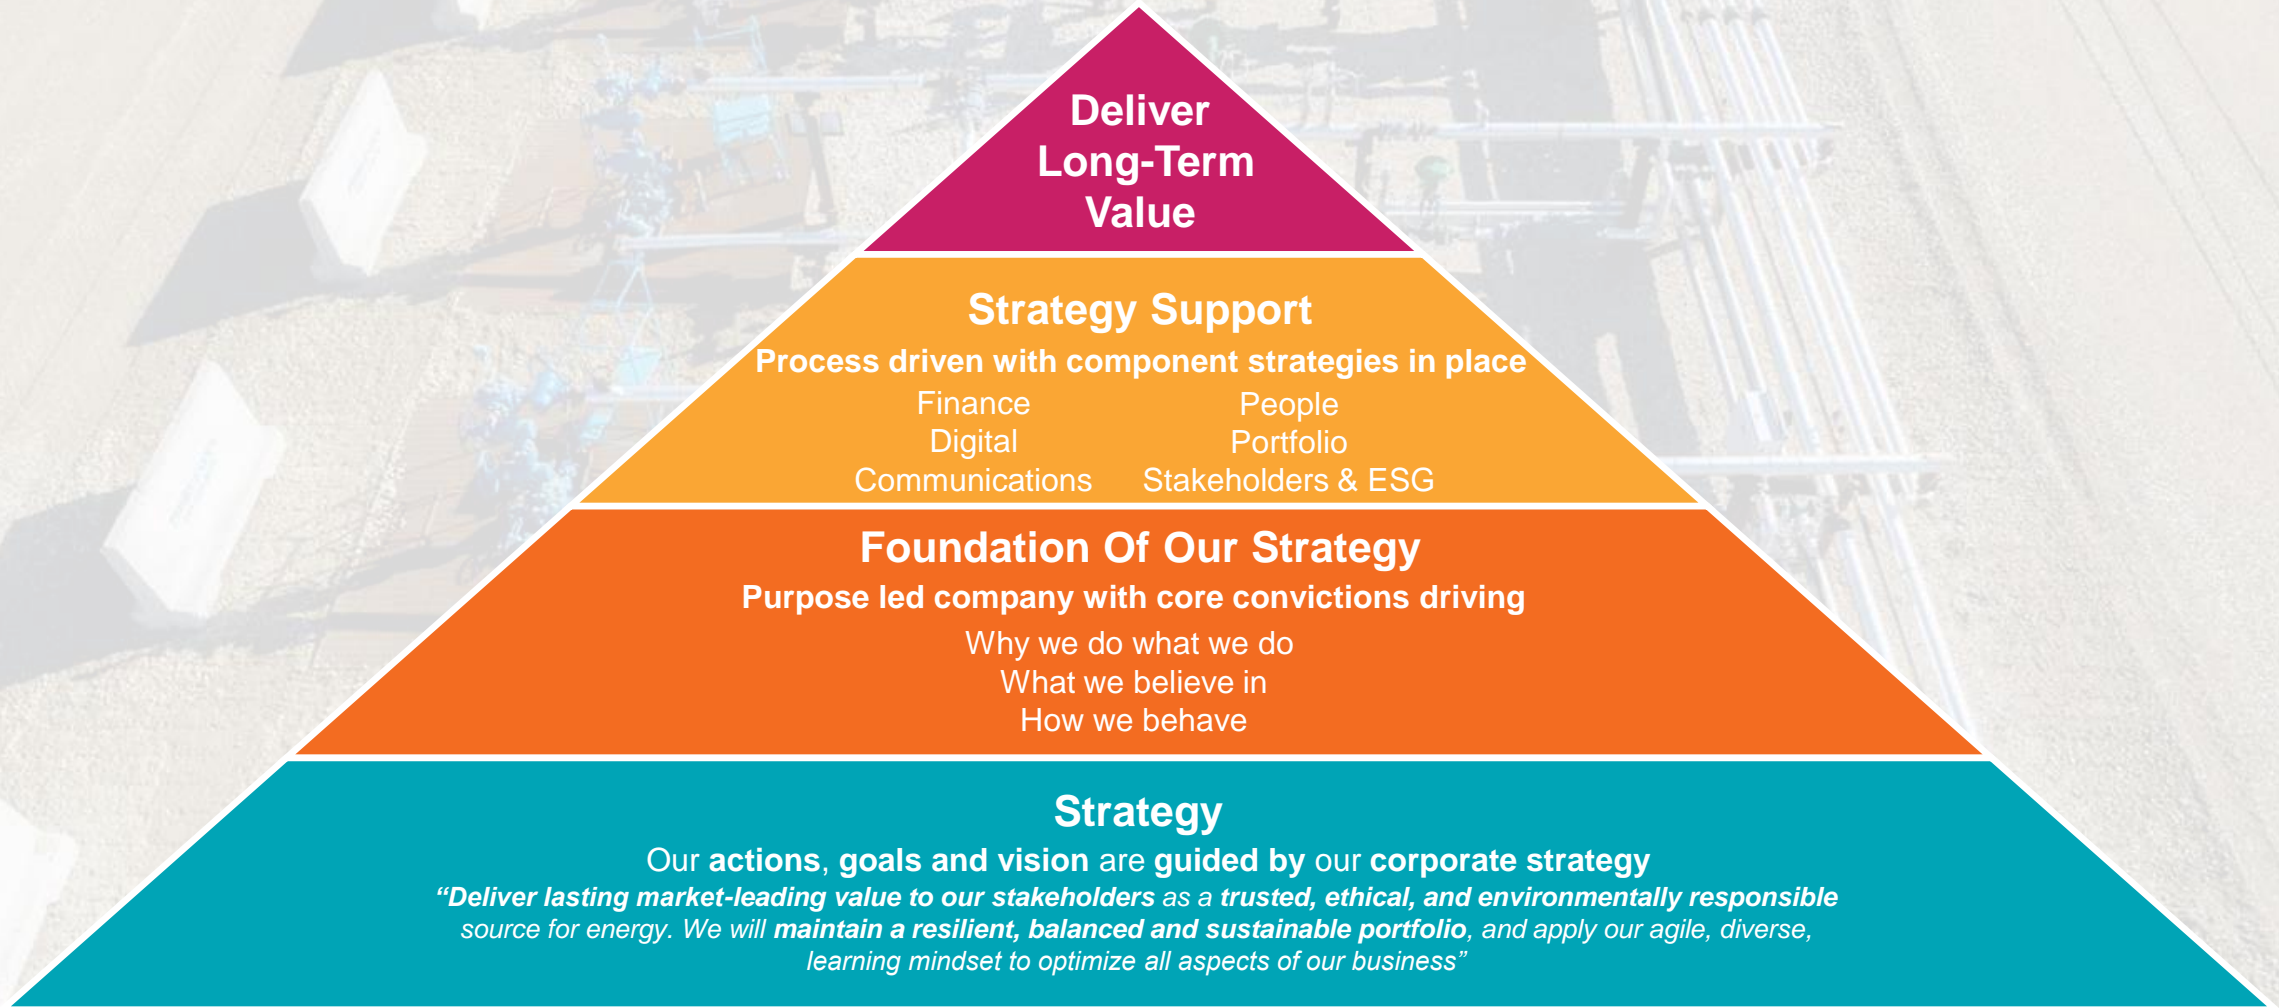 Deliver
Long-Term
Value
Strategy Support
Process driven with component strategies in place
Finance
People
Digital
Portfolio
Communications
Stakeholders & ESG
Foundation Of Our Strategy
Purpose led company with core convictions driving
Why we do what we do
What we believe in
How we behave
Strategy
Our actions, goals and vision are guided by our corporate strategy
“Deliver lasting market-leading value to our stakeholders as a trusted, ethical, and environmentally responsible
source for energy. We will maintain a resilient, balanced and sustainable portfolio, and apply our agile, diverse,
learning mindset to optimize all aspects of our business”